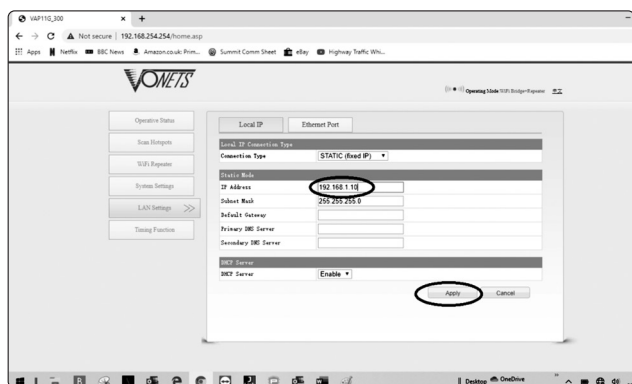 VAP11G_300
Not secure | 192.168.254.254/home.asp
Apps Netflix BBC News Amazon.co.uk: Prim... Summit Comm Sheet eBay Highway Traffic Whi...
VONETS
Operating Mode:WiFi Bridge+Repeater 中文
Operative Status
Scan Hotspots
WiFi Repeater
System Settings
LAN Settings
Timing Function
Local IP Ethernet Port
Local IP Connection Type
Connection Type STATIC (fixed IP)
Static Mode
IP Address 192.168.1.10
Subnet Mask 255.255.255.0
Default Gateway
Primary DNS Server
Secondary DNS Server
DHCP Server
DHCP Server Enable
Apply Cancel
Desktop OneDrive